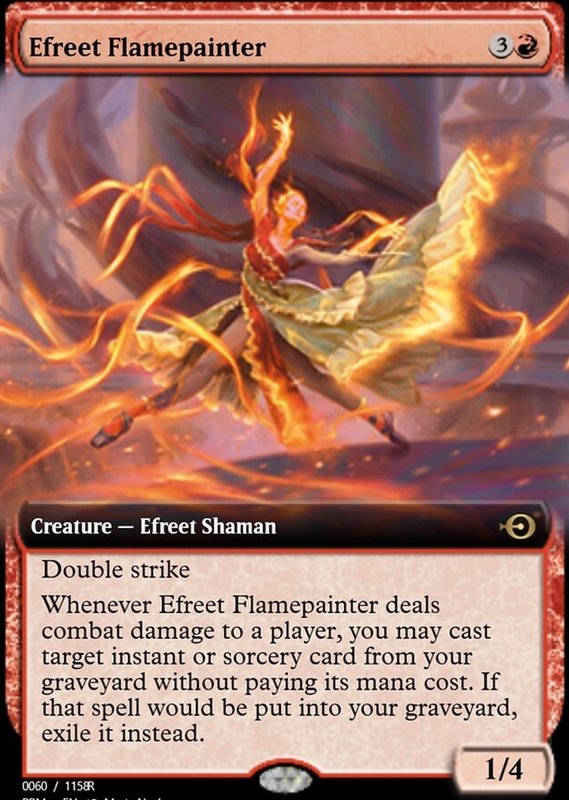 Efreet Flamepainter 3
Creature — Efreet Shaman
Double strike
Whenever Efreet Flamepainter deals
combat damage to a player, you may cast
target instant or sorcery card from your
graveyard without paying its mana cost. If
that spell would be put into your graveyard,
exile it instead.
1/4
0060 / 1158R